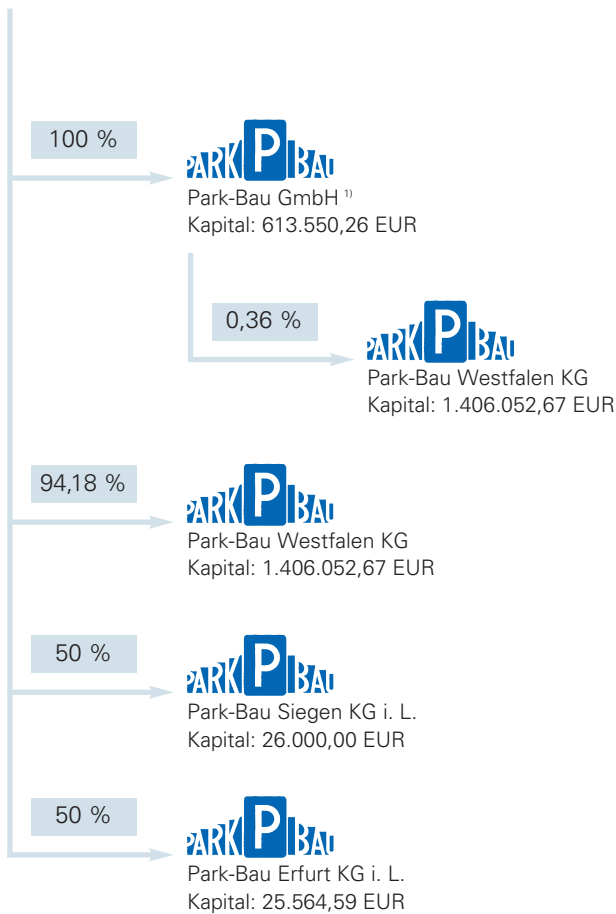 100 %
PARK P BAU
Park-Bau GmbH ¹⁾
Kapital: 613.550,26 EUR
0,36 %
PARK P BAU
Park-Bau Westfalen KG
Kapital: 1.406.052,67 EUR
94,18 %
PARK P BAU
Park-Bau Westfalen KG
Kapital: 1.406.052,67 EUR
50 %
PARK P BAU
Park-Bau Siegen KG i. L.
Kapital: 26.000,00 EUR
50 %
PARK P BAU
Park-Bau Erfurt KG i. L.
Kapital: 25.564,59 EUR